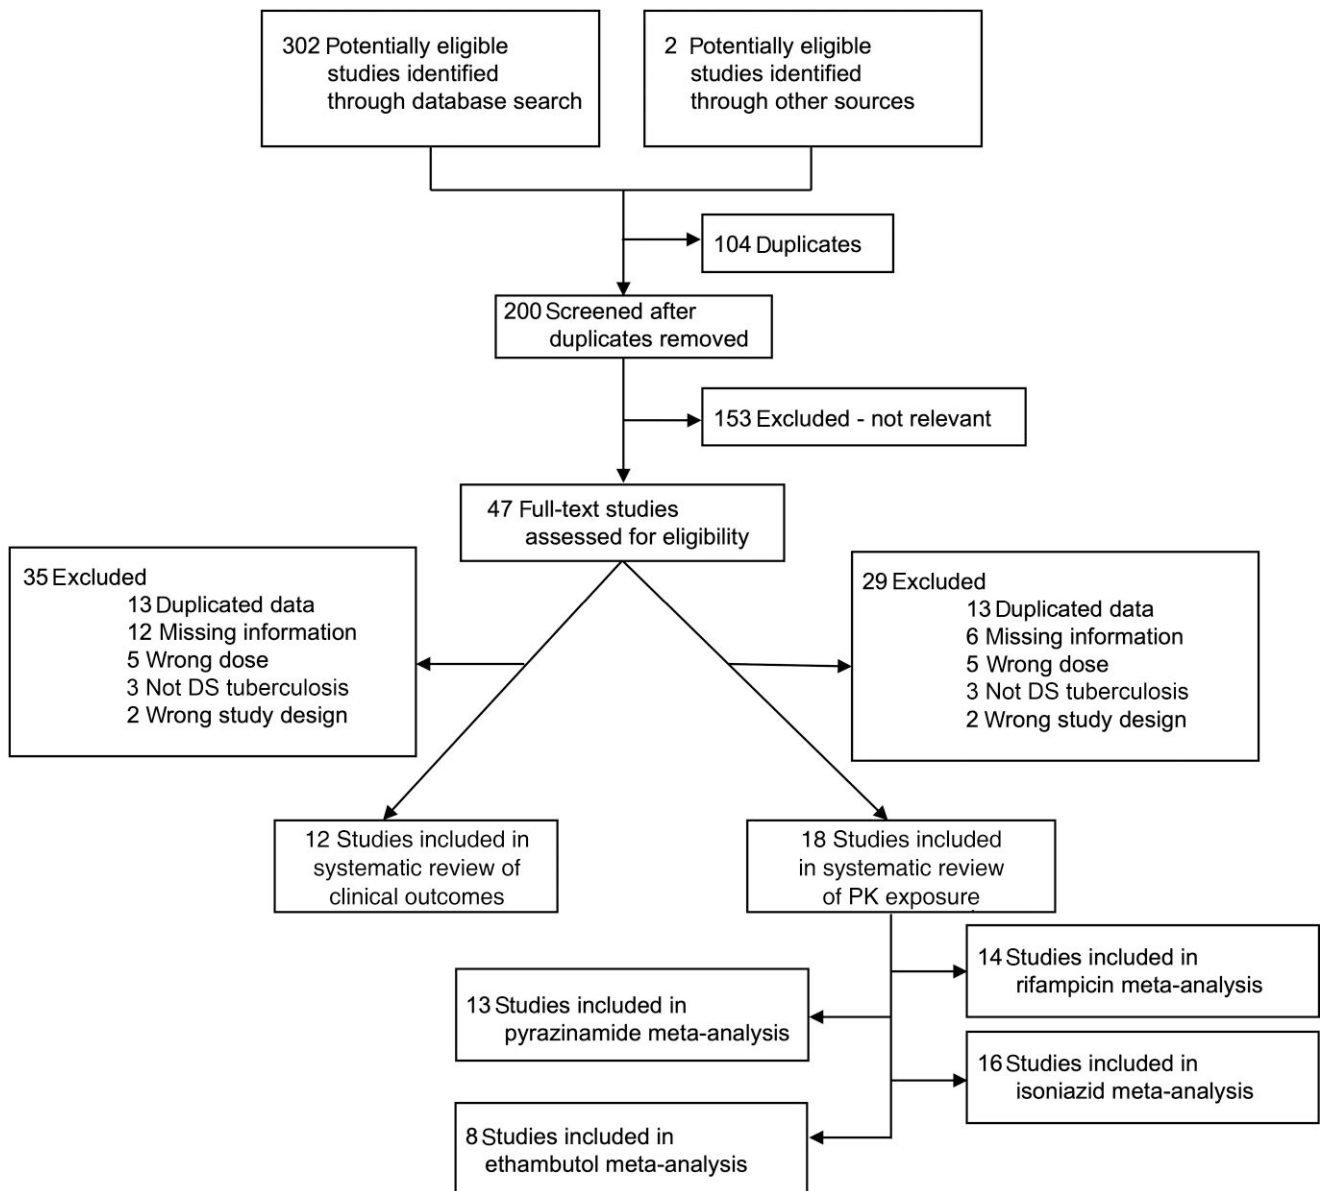 302 Potentially eligible
studies identified
through database search
2 Potentially eligible
studies identified
through other sources
104 Duplicates
200 Screened after
duplicates removed
153 Excluded - not relevant
47 Full-text studies
assessed for eligibility
35 Excluded
13 Duplicated data
12 Missing information
5 Wrong dose
3 Not DS tuberculosis
2 Wrong study design
29 Excluded
13 Duplicated data
6 Missing information
5 Wrong dose
3 Not DS tuberculosis
2 Wrong study design
12 Studies included in
systematic review of
clinical outcomes
18 Studies included
in systematic review
of PK exposure
14 Studies included in
rifampicin meta-analysis
13 Studies included in
pyrazinamide meta-analysis
16 Studies included in
isoniazid meta-analysis
8 Studies included in
ethambutol meta-analysis